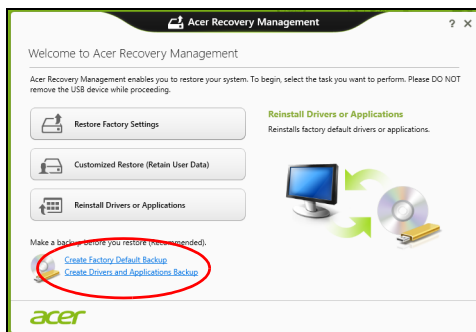 Acer Recovery Management
? X
Welcome to Acer Recovery Management
Acer Recovery Management enables you to restore your system. To begin, select the task you want to perform. Please DO NOT
remove the USB device while proceeding.
Restore Factory Settings
Customized Restore (Retain User Data)
Reinstall Drivers or Applications
Reinstall Drivers or Applications
Reinstalls factory default drivers or applications.
Make a backup before you restore (Recommended).
Create Factory Default Backup
Create Drivers and Applications Backup
acer